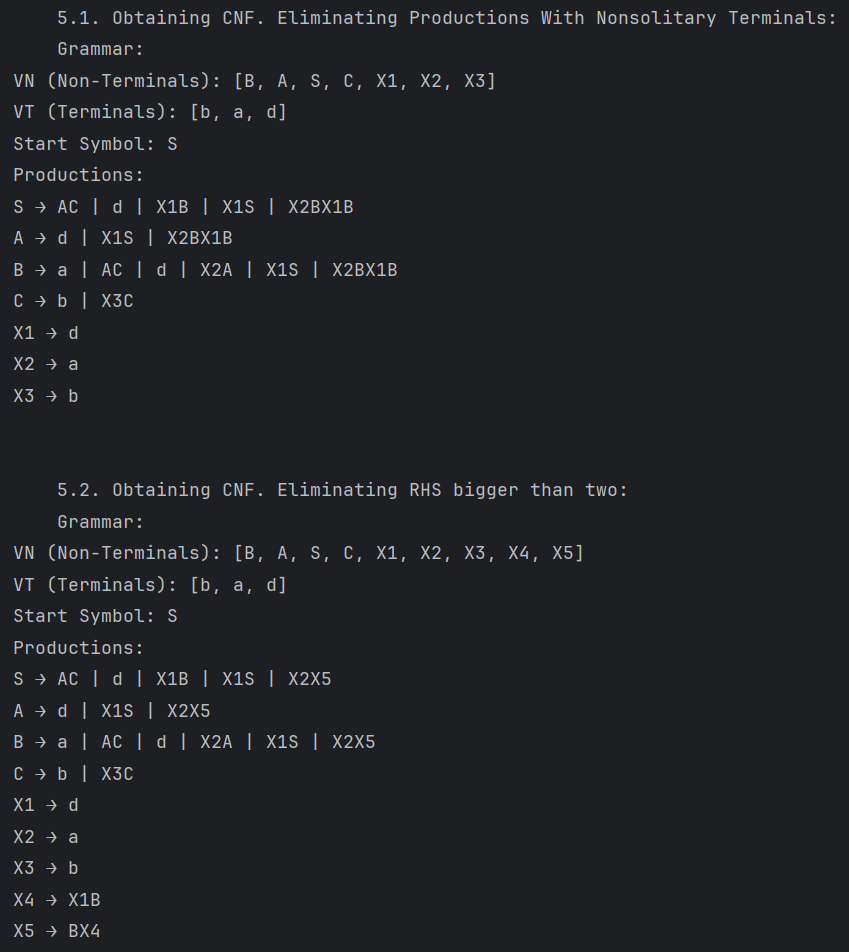 5.1. Obtaining CNF. Eliminating Productions With Nonsolitary Terminals:
Grammar:
VN (Non-Terminals): [B, A, S, C, X1, X2, X3]
VT (Terminals): [b, a, d]
Start Symbol: S
Productions:
S → AC | d | X1B | X1S | X2BX1B
A → d | X1S | X2BX1B
B → a | AC | d | X2A | X1S | X2BX1B
C → b | X3C
X1 → d
X2 → a
X3 → b
5.2. Obtaining CNF. Eliminating RHS bigger than two:
Grammar:
VN (Non-Terminals): [B, A, S, C, X1, X2, X3, X4, X5]
VT (Terminals): [b, a, d]
Start Symbol: S
Productions:
S → AC | d | X1B | X1S | X2X5
A → d | X1S | X2X5
B → a | AC | d | X2A | X1S | X2X5
C → b | X3C
X1 → d
X2 → a
X3 → b
X4 → X1B
X5 → BX4